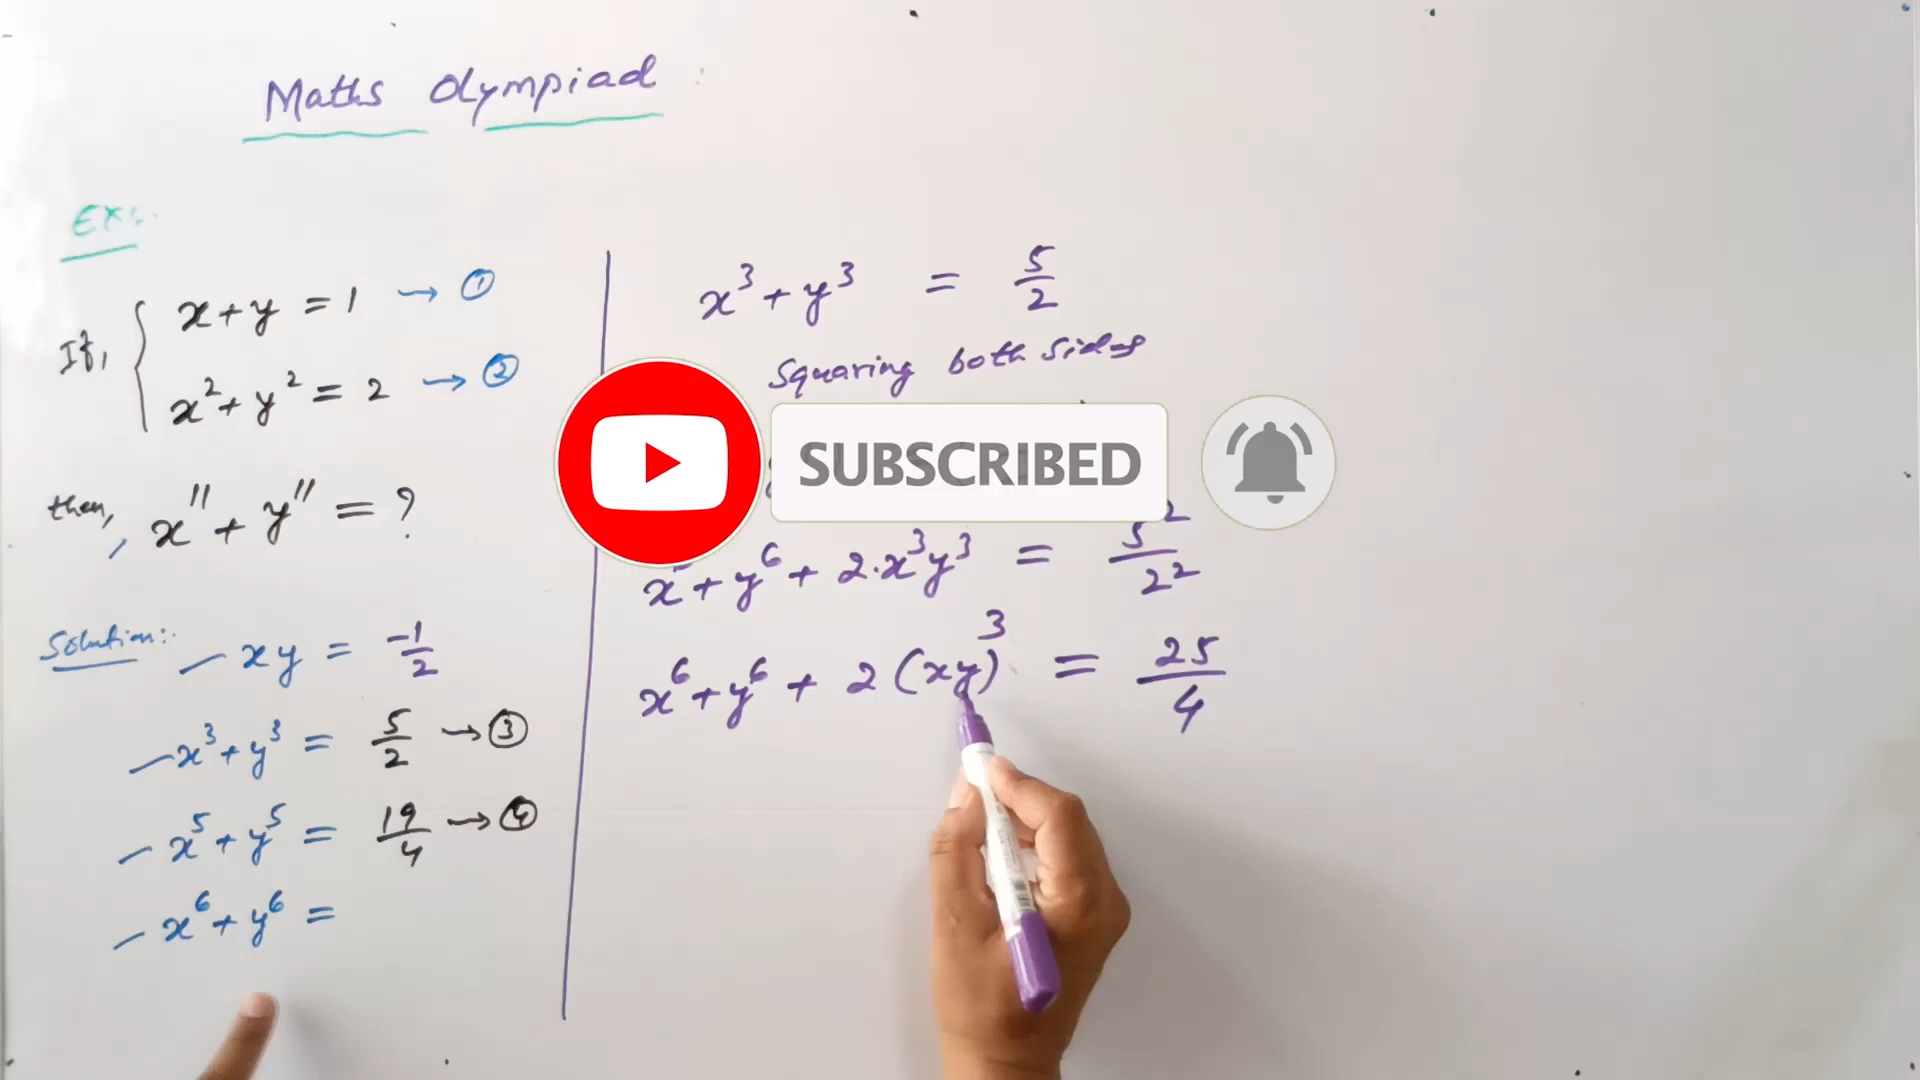 Maths Olympiad
Ex:-
If, x+y = 1 → ①
x² + y² = 2 → ②
then, x¹¹ + y¹¹ = ?
Solution:- xy = -1/2
x³ + y³ = 5/2 → ③
x⁵ + y⁵ = 19/4 → ④
x⁶ + y⁶ =
x³ + y³ = 5/2
Squaring both sides
SUBSCRIBED
x + y⁶ + 2·x³y³ = 5²/2²
x⁶ + y⁶ + 2(xy)³ = 25/4